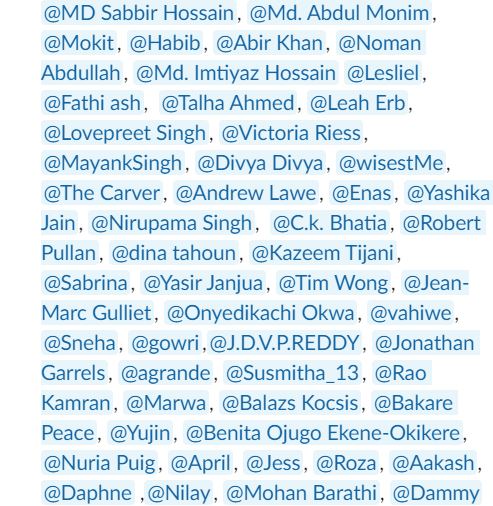 @MD Sabbir Hossain, @Md. Abdul Monim,
@Mokit, @Habib, @Abir Khan, @Noman
Abdullah, @Md. Imtiyaz Hossain @Lesliel,
@Fathi ash, @Talha Ahmed, @Leah Erb,
@Lovepreet Singh, @Victoria Riess,
@MayankSingh, @Divya Divya, @wisestMe,
@The Carver, @Andrew Lawe, @Enas, @Yashika
Jain, @Nirupama Singh, @C.k. Bhatia, @Robert
Pullan, @dina tahoun, @Kazeem Tijani,
@Sabrina, @Yasir Janjua, @Tim Wong, @Jean-
Marc Gulliet, @Onyedikachi Okwa, @vahiwe,
@Sneha, @gowri,@J.D.V.P.REDDY, @Jonathan
Garrels, @agrande, @Susmitha_13, @Rao
Kamran, @Marwa, @Balazs Kocsis, @Bakare
Peace, @Yujin, @Benita Ojugo Ekene-Okikere,
@Nuria Puig, @April, @Jess, @Roza, @Aakash,
@Daphne ,@Nilay, @Mohan Barathi, @Dammy